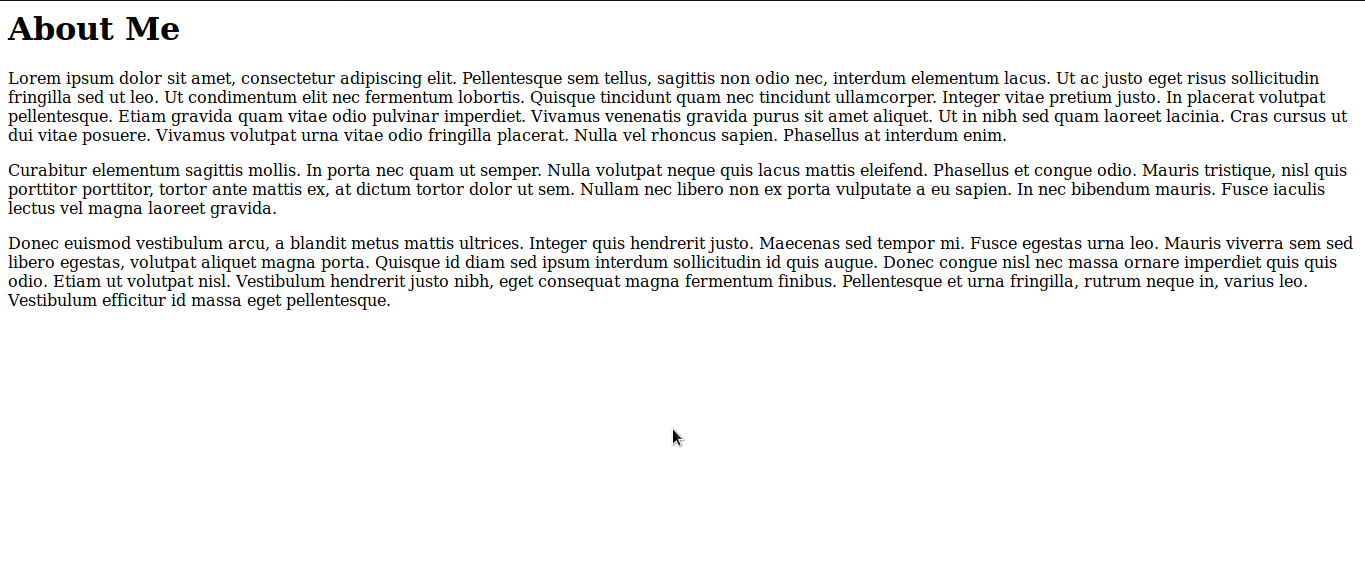 About Me
Lorem ipsum dolor sit amet, consectetur adipiscing elit. Pellentesque sem tellus, sagittis non odio nec, interdum elementum lacus. Ut ac justo eget risus sollicitudin
fringilla sed ut leo. Ut condimentum elit nec fermentum lobortis. Quisque tincidunt quam nec tincidunt ullamcorper. Integer vitae pretium justo. In placerat volutpat
pellentesque. Etiam gravida quam vitae odio pulvinar imperdiet. Vivamus venenatis gravida purus sit amet aliquet. Ut in nibh sed quam laoreet lacinia. Cras cursus ut
dui vitae posuere. Vivamus volutpat urna vitae odio fringilla placerat. Nulla vel rhoncus sapien. Phasellus at interdum enim.
Curabitur elementum sagittis mollis. In porta nec quam ut semper. Nulla volutpat neque quis lacus mattis eleifend. Phasellus et congue odio. Mauris tristique, nisl quis
porttitor porttitor, tortor ante mattis ex, at dictum tortor dolor ut sem. Nullam nec libero non ex porta vulputate a eu sapien. In nec bibendum mauris. Fusce iaculis
lectus vel magna laoreet gravida.
Donec euismod vestibulum arcu, a blandit metus mattis ultrices. Integer quis hendrerit justo. Maecenas sed tempor mi. Fusce egestas urna leo. Mauris viverra sem sed
libero egestas, volutpat aliquet magna porta. Quisque id diam sed ipsum interdum sollicitudin id quis augue. Donec congue nisl nec massa ornare imperdiet quis quis
odio. Etiam ut volutpat nisl. Vestibulum hendrerit justo nibh, eget consequat magna fermentum finibus. Pellentesque et urna fringilla, rutrum neque in, varius leo.
Vestibulum efficitur id massa eget pellentesque.